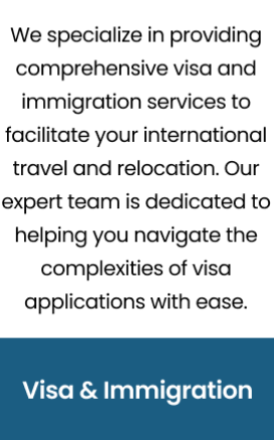 We specialize in providing
comprehensive visa and
immigration services to
facilitate your international
travel and relocation. Our
expert team is dedicated to
helping you navigate the
complexities of visa
applications with ease.
Visa & Immigration